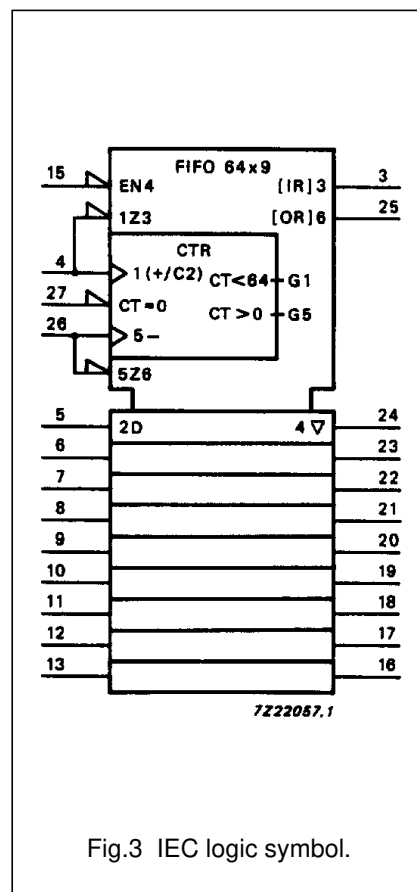 FIFO 64x9
15 EN4 [IR] 3 3
1Z3 [OR] 6 25
CTR
4 1 (+/C2) CT<64 G1
27 CT=0 CT>0 G5
26 5−
5Z6
5 2D 4 ▽ 24
6 23
7 22
8 21
9 20
10 19
11 18
12 17
13 16
7Z22057.1
Fig.3 IEC logic symbol.